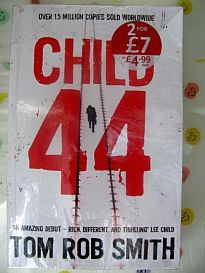 OVER 1.5 MILLION COPIES SOLD WORLDWIDE
2 FOR
£7
£4.99
CHILD
44
'AN AMAZING DEBUT – RICH, DIFFERENT, AND THRILLING' LEE CHILD
TOM ROB SMITH